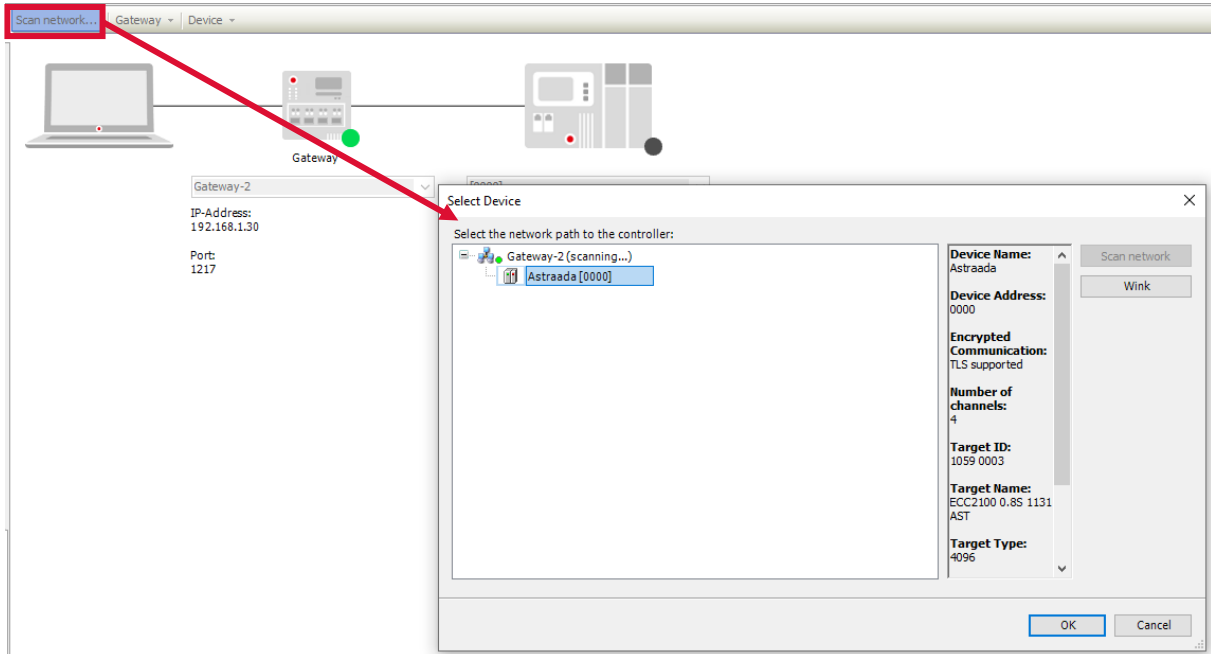 Scan network... Gateway Device
Gateway
Gateway-2
IP-Address:
192.168.1.30
Port:
1217
[0000]
Select Device
Select the network path to the controller:
Gateway-2 (scanning...)
Astraada [0000]
Device Name:
Astraada
Device Address:
0000
Encrypted
Communication:
TLS supported
Number of
channels:
4
Target ID:
1059 0003
Target Name:
ECC2100 0.8S 1131
AST
Target Type:
4096
Scan network
Wink
OK Cancel